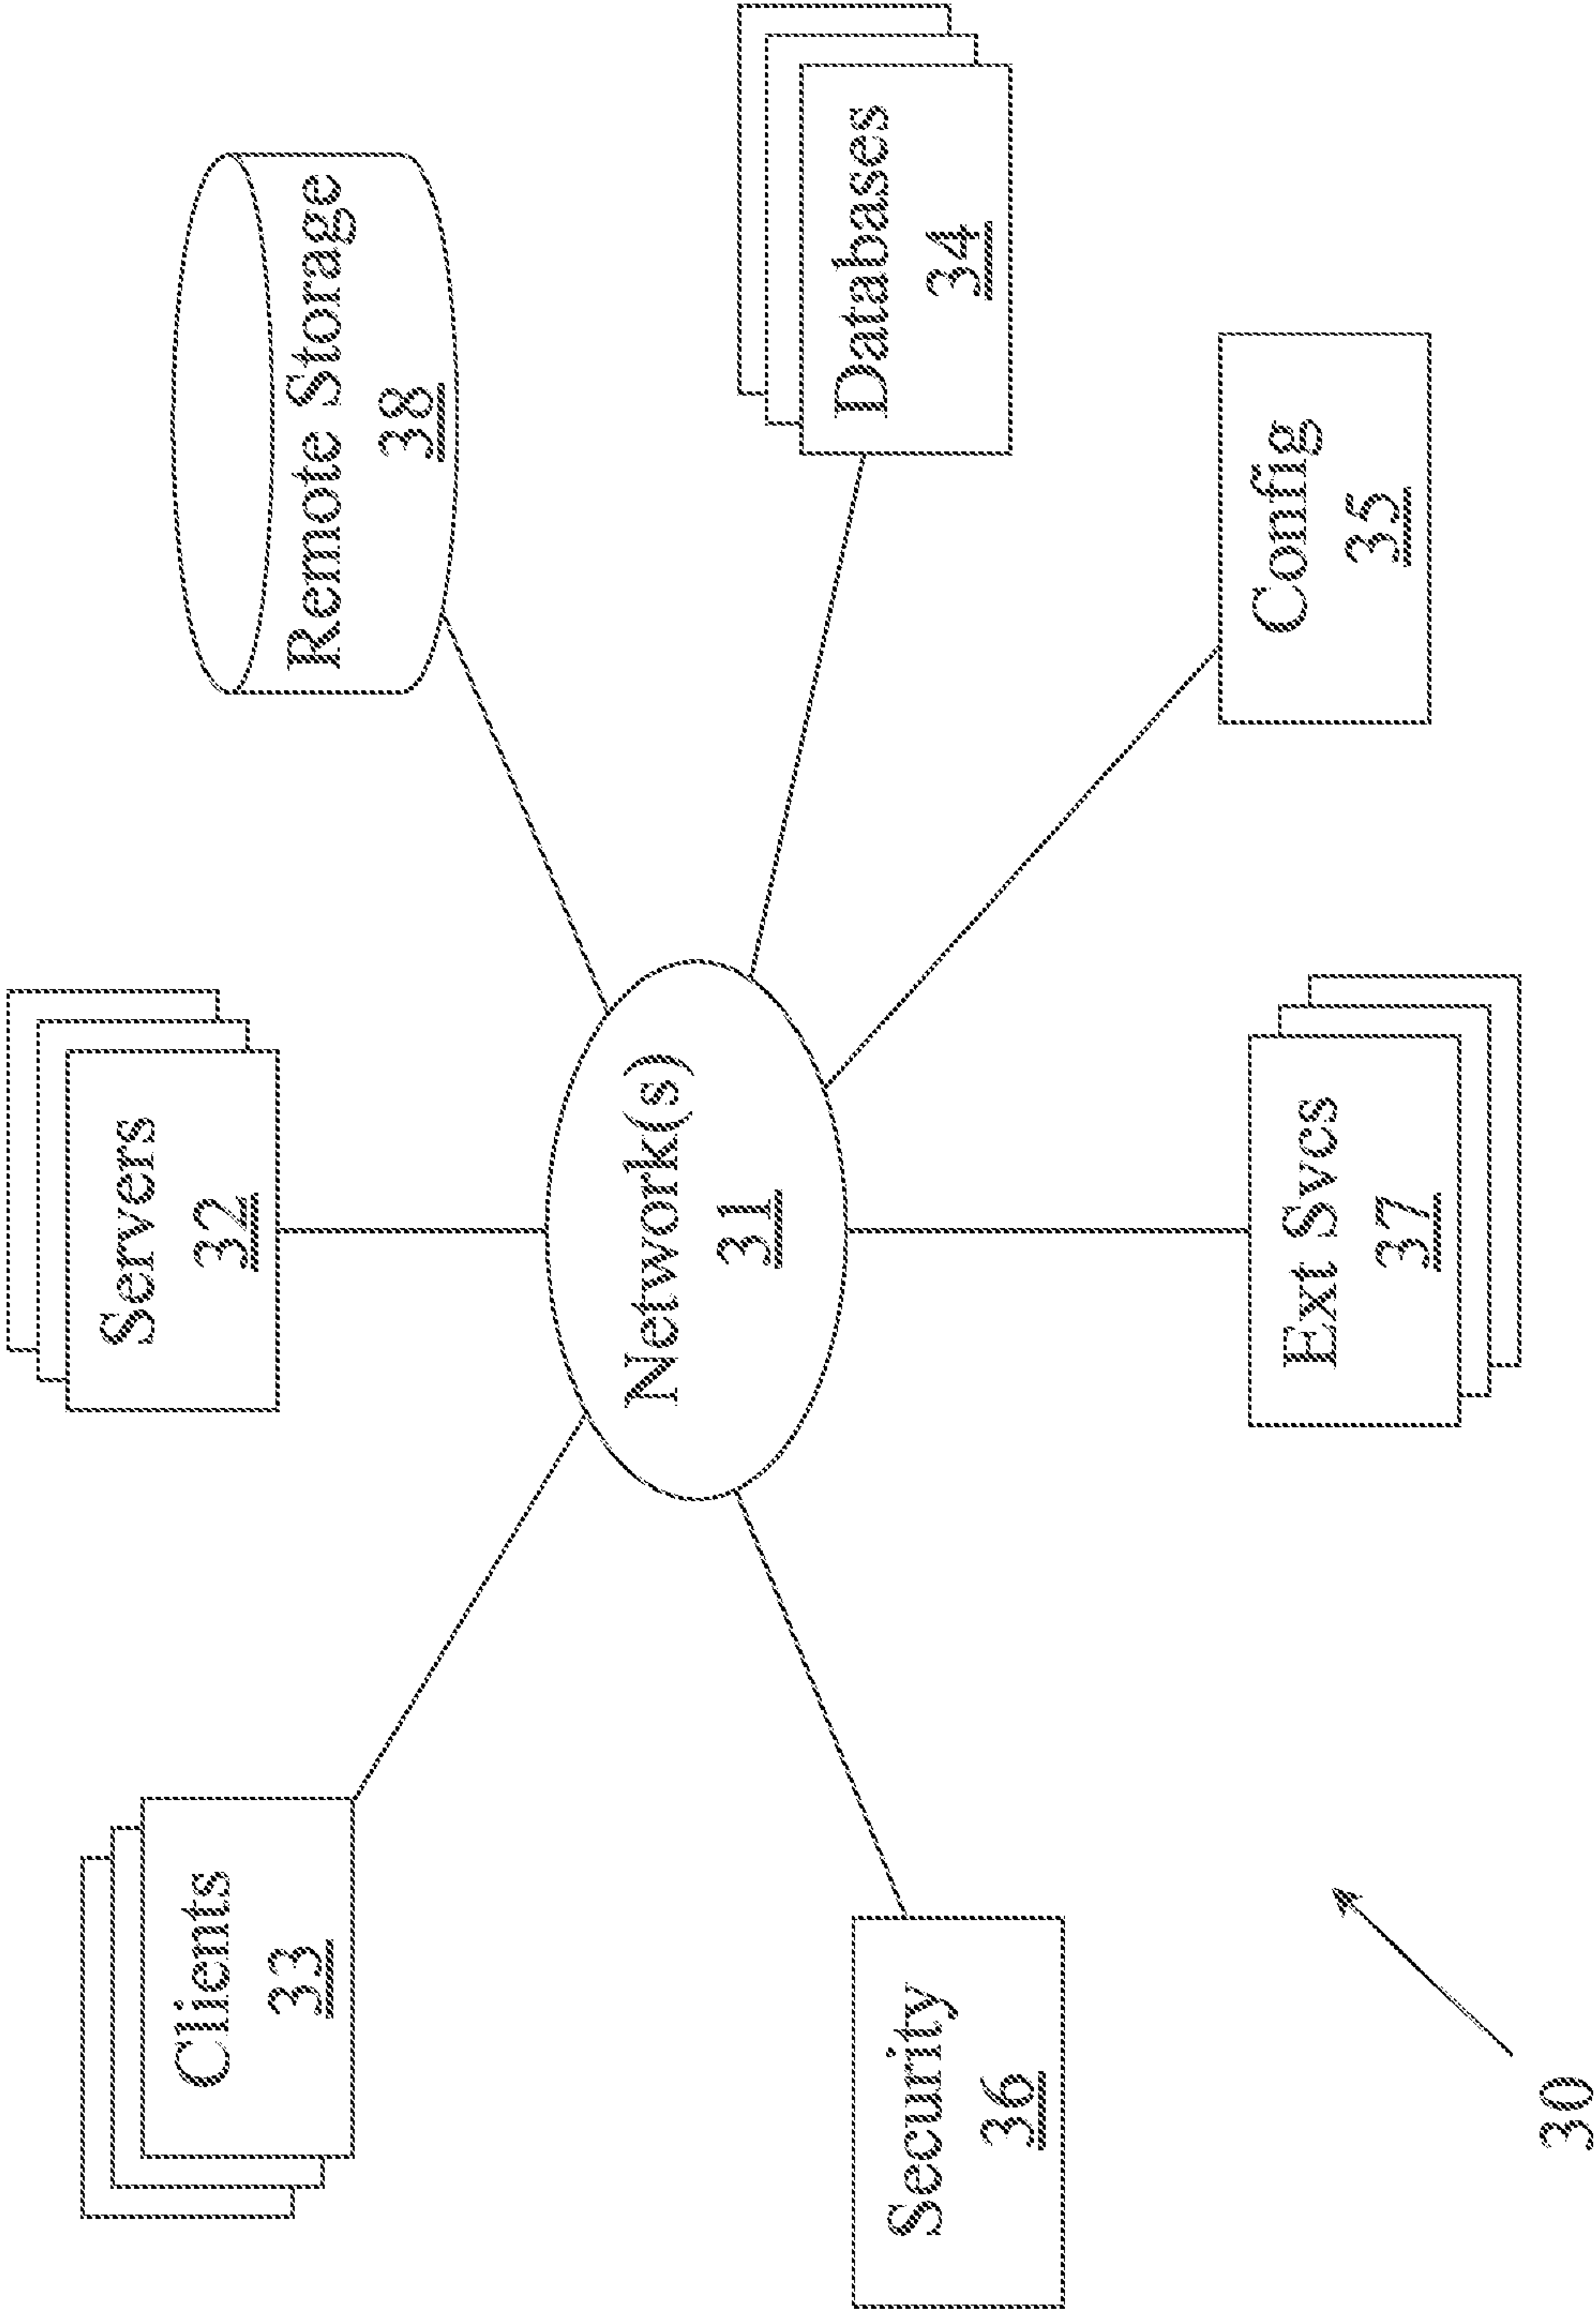 Servers
32
Clients
33
Remote Storage
38
Network(s)
31
Databases
34
Security
36
Config
35
Ext Svcs
37
30